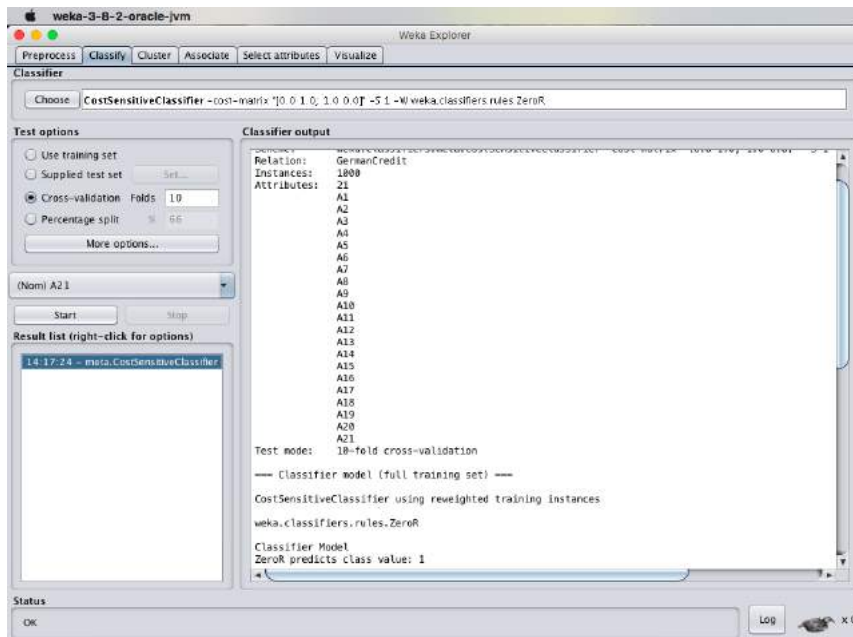 weka-3-8-2-oracle-jvm
Weka Explorer
Preprocess Classify Cluster Associate Select attributes Visualize
Classifier
Choose CostSensitiveClassifier -cost-matrix "[0.0 1.0; 1.0 0.0]" -S 1 -W weka.classifiers.rules.ZeroR
Test options
Use training set
Supplied test set Set...
Cross-validation Folds 10
Percentage split % 66
More options...
(Nom) A21
Start Stop
Result list (right-click for options)
14:17:24 - meta.CostSensitiveClassifier
Classifier output
Relation: GermanCredit
Instances: 1000
Attributes: 21
A1
A2
A3
A4
A5
A6
A7
A8
A9
A10
A11
A12
A13
A14
A15
A16
A17
A18
A19
A20
A21
Test mode: 10-fold cross-validation
=== Classifier model (full training set) ===
CostSensitiveClassifier using reweighted training instances
weka.classifiers.rules.ZeroR
Classifier Model
ZeroR predicts class value: 1
Status
OK
Log